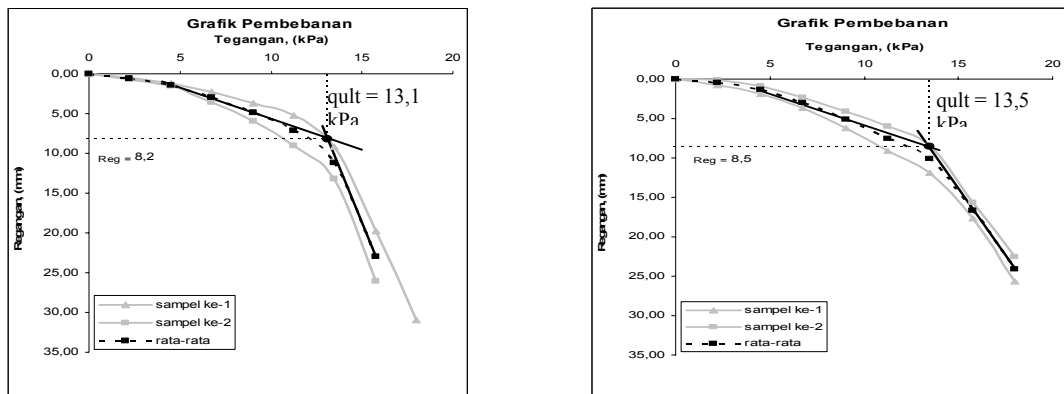 Grafik Pembebanan
Tegangan, (kPa)
0 5 10 15 20
0,00
5,00
10,00
15,00
20,00
25,00
30,00
35,00
Regangan, (mm)
qult = 13,1
kPa
Reg = 8,2
sampel ke-1
sampel ke-2
rata-rata
Grafik Pembebanan
Tegangan, (kPa)
0 5 10 15 20
0,00
5,00
10,00
15,00
20,00
25,00
30,00
35,00
Regangan, (mm)
qult = 13,5
kPa
Reg = 8,5
sampel ke-1
sampel ke-2
rata-rata